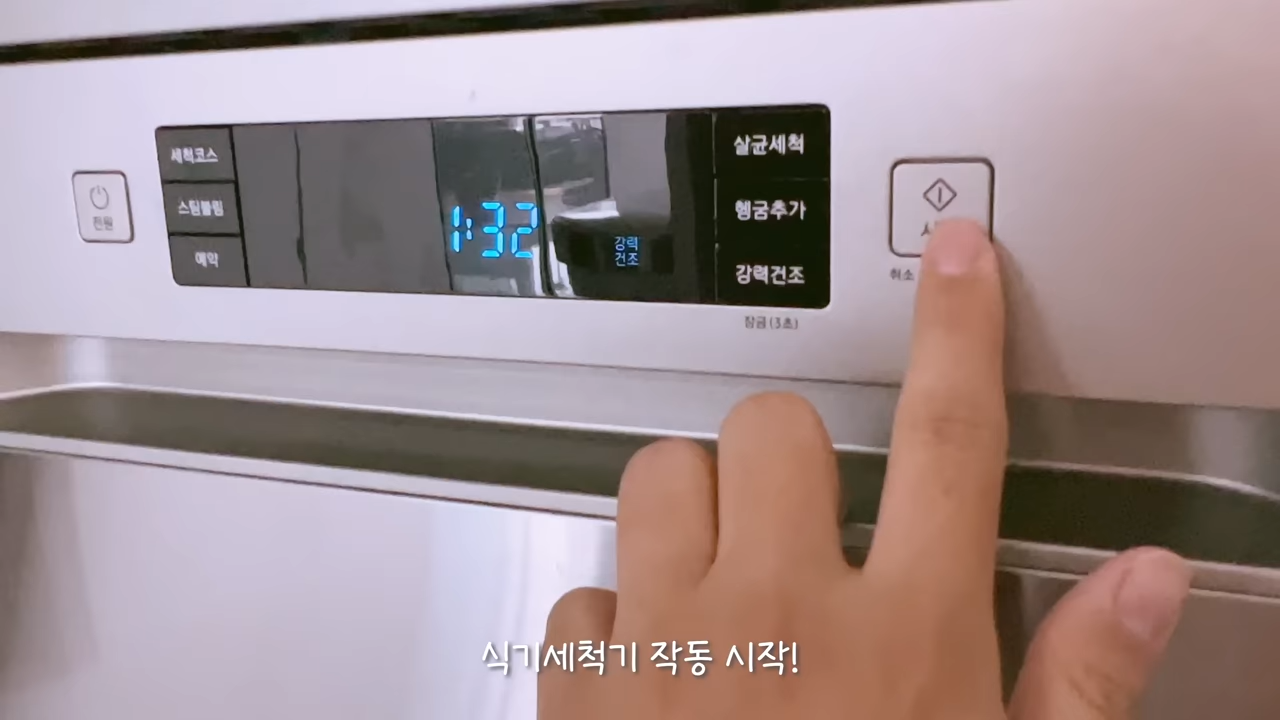 전원
세척코스
스팀불림
예약
1:32
강력
건조
살균세척
헹굼추가
강력건조
잠금(3초)
취소
식기세척기 작동 시작!